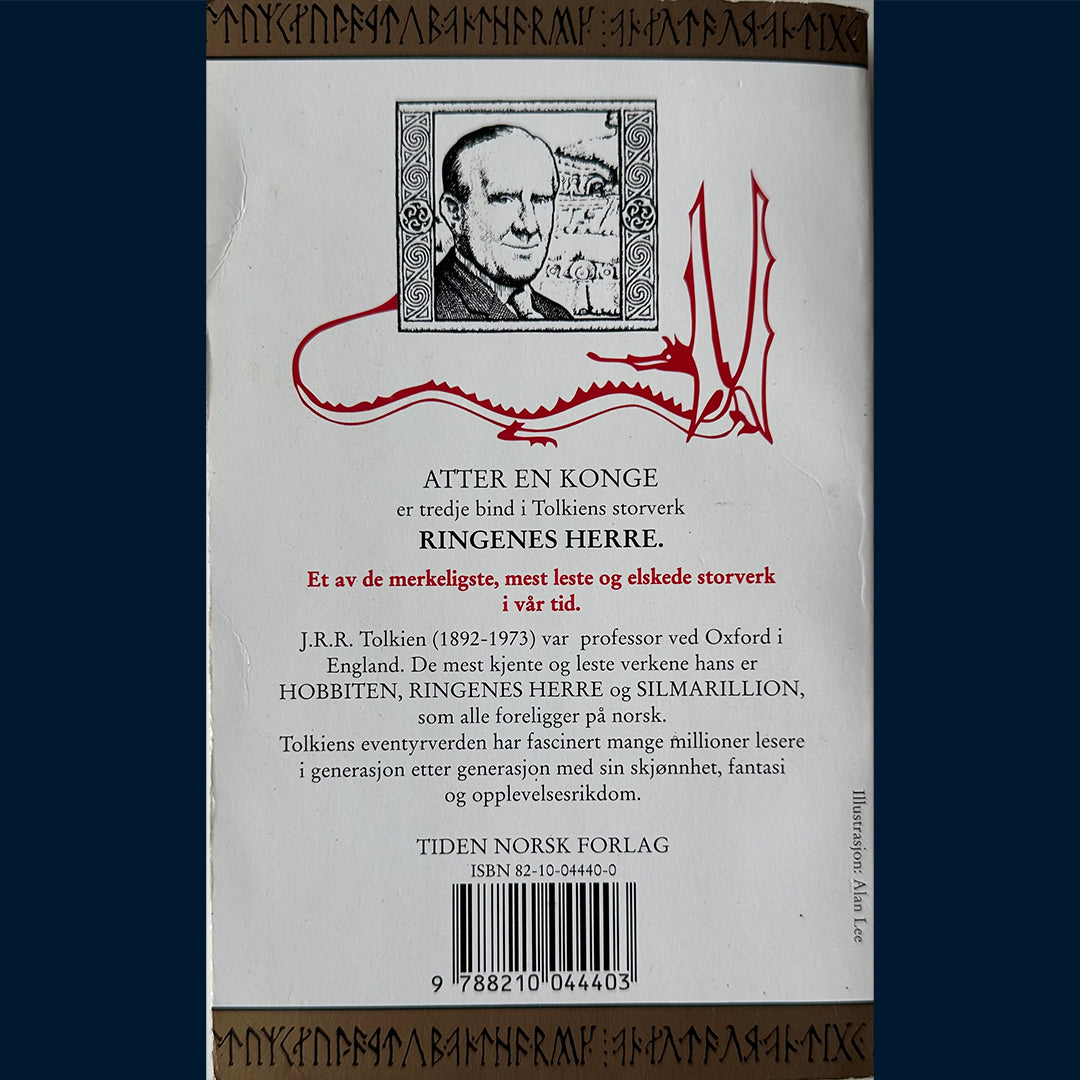 ATTER EN KONGE
er tredje bind i Tolkiens storverk
RINGENES HERRE.
Et av de merkeligste, mest leste og elskede storverk
i vår tid.
J.R.R. Tolkien (1892-1973) var professor ved Oxford i
England. De mest kjente og leste verkene hans er
HOBBITEN, RINGENES HERRE og SILMARILLION,
som alle foreligger på norsk.
Tolkiens eventyrverden har fascinert mange millioner lesere
i generasjon etter generasjon med sin skjønnhet, fantasi
og opplevelsesrikdom.
Illustrasjon: Alan Lee
TIDEN NORSK FORLAG
ISBN 82-10-04440-0
9 788210 044403